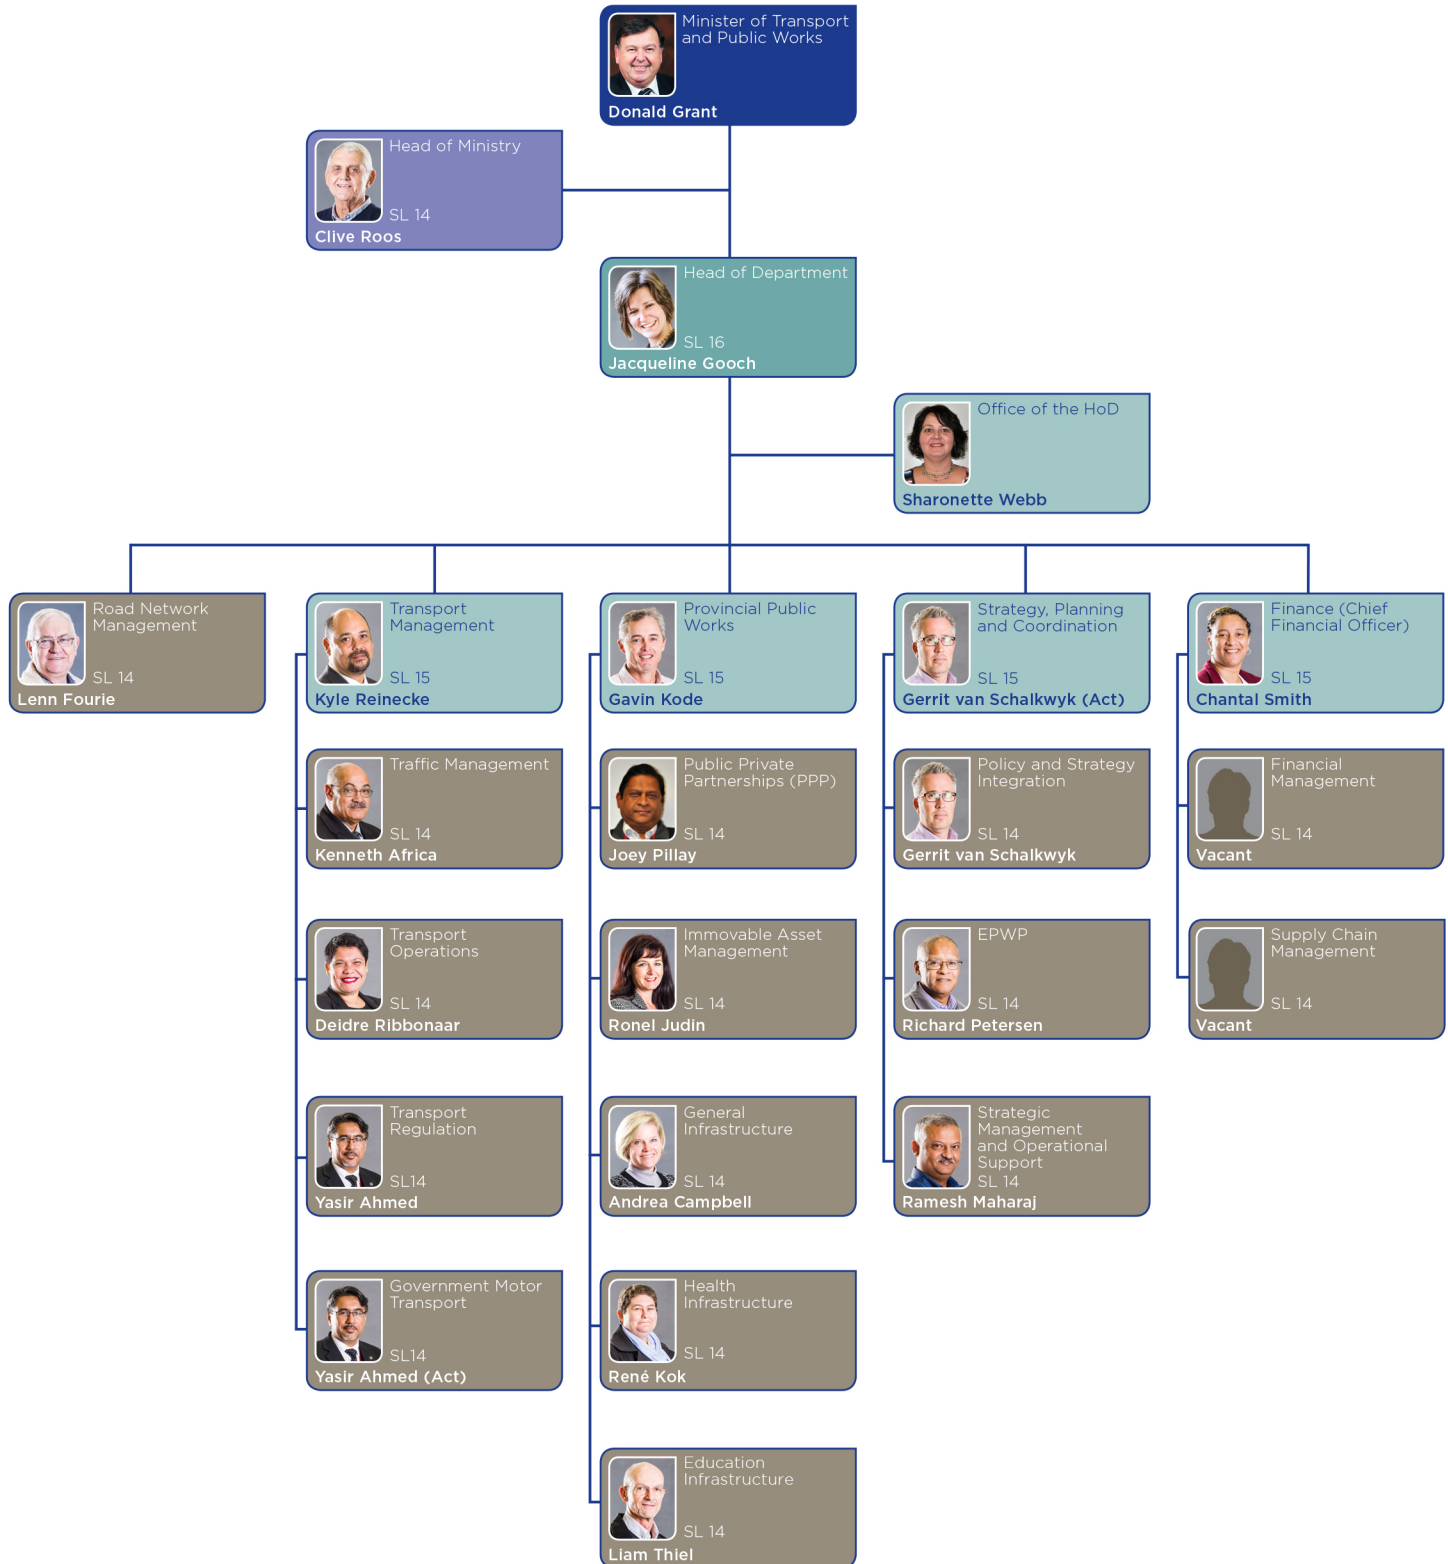 Minister of Transport
and Public Works
Donald Grant
Head of Ministry
SL 14
Clive Roos
Head of Department
SL 16
Jacqueline Gooch
Office of the HoD
Sharonette Webb
Road Network
Management
SL 14
Lenn Fourie
Transport
Management
SL 15
Kyle Reinecke
Provincial Public
Works
SL 15
Gavin Kode
Strategy, Planning
and Coordination
SL 15
Gerrit van Schalkwyk (Act)
Finance (Chief
Financial Officer)
SL 15
Chantal Smith
Traffic Management
SL 14
Kenneth Africa
Public Private
Partnerships (PPP)
SL 14
Joey Pillay
Policy and Strategy
Integration
SL 14
Gerrit van Schalkwyk
Financial
Management
SL 14
Vacant
Transport
Operations
SL 14
Deidre Ribbonaar
Immovable Asset
Management
SL 14
Ronel Judin
EPWP
SL 14
Richard Petersen
Supply Chain
Management
SL 14
Vacant
Transport
Regulation
SL14
Yasir Ahmed
General
Infrastructure
SL 14
Andrea Campbell
Strategic
Management
and Operational
Support
SL 14
Ramesh Maharaj
Government Motor
Transport
SL14
Yasir Ahmed (Act)
Health
Infrastructure
SL 14
René Kok
Education
Infrastructure
SL 14
Liam Thiel